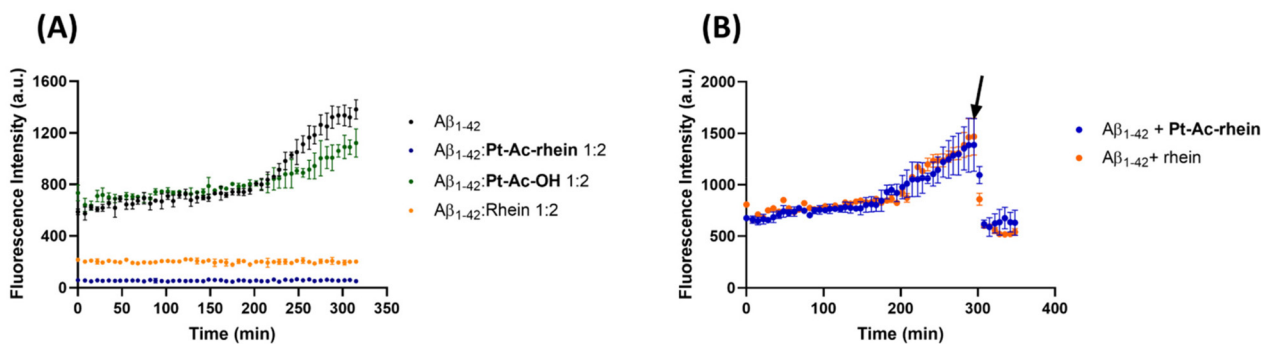 (A)
Fluorescence Intensity (a.u.)
1600
1200
800
400
0
0 50 100 150 200 250 300 350
Time (min)
Aβ1-42
Aβ1-42:Pt-Ac-rhein 1:2
Aβ1-42:Pt-Ac-OH 1:2
Aβ1-42:Rhein 1:2
(B)
Fluorescence Intensity (a.u.)
2000
1500
1000
500
0
0 100 200 300 400
Time (min)
Aβ1-42 + Pt-Ac-rhein
Aβ1-42+ rhein